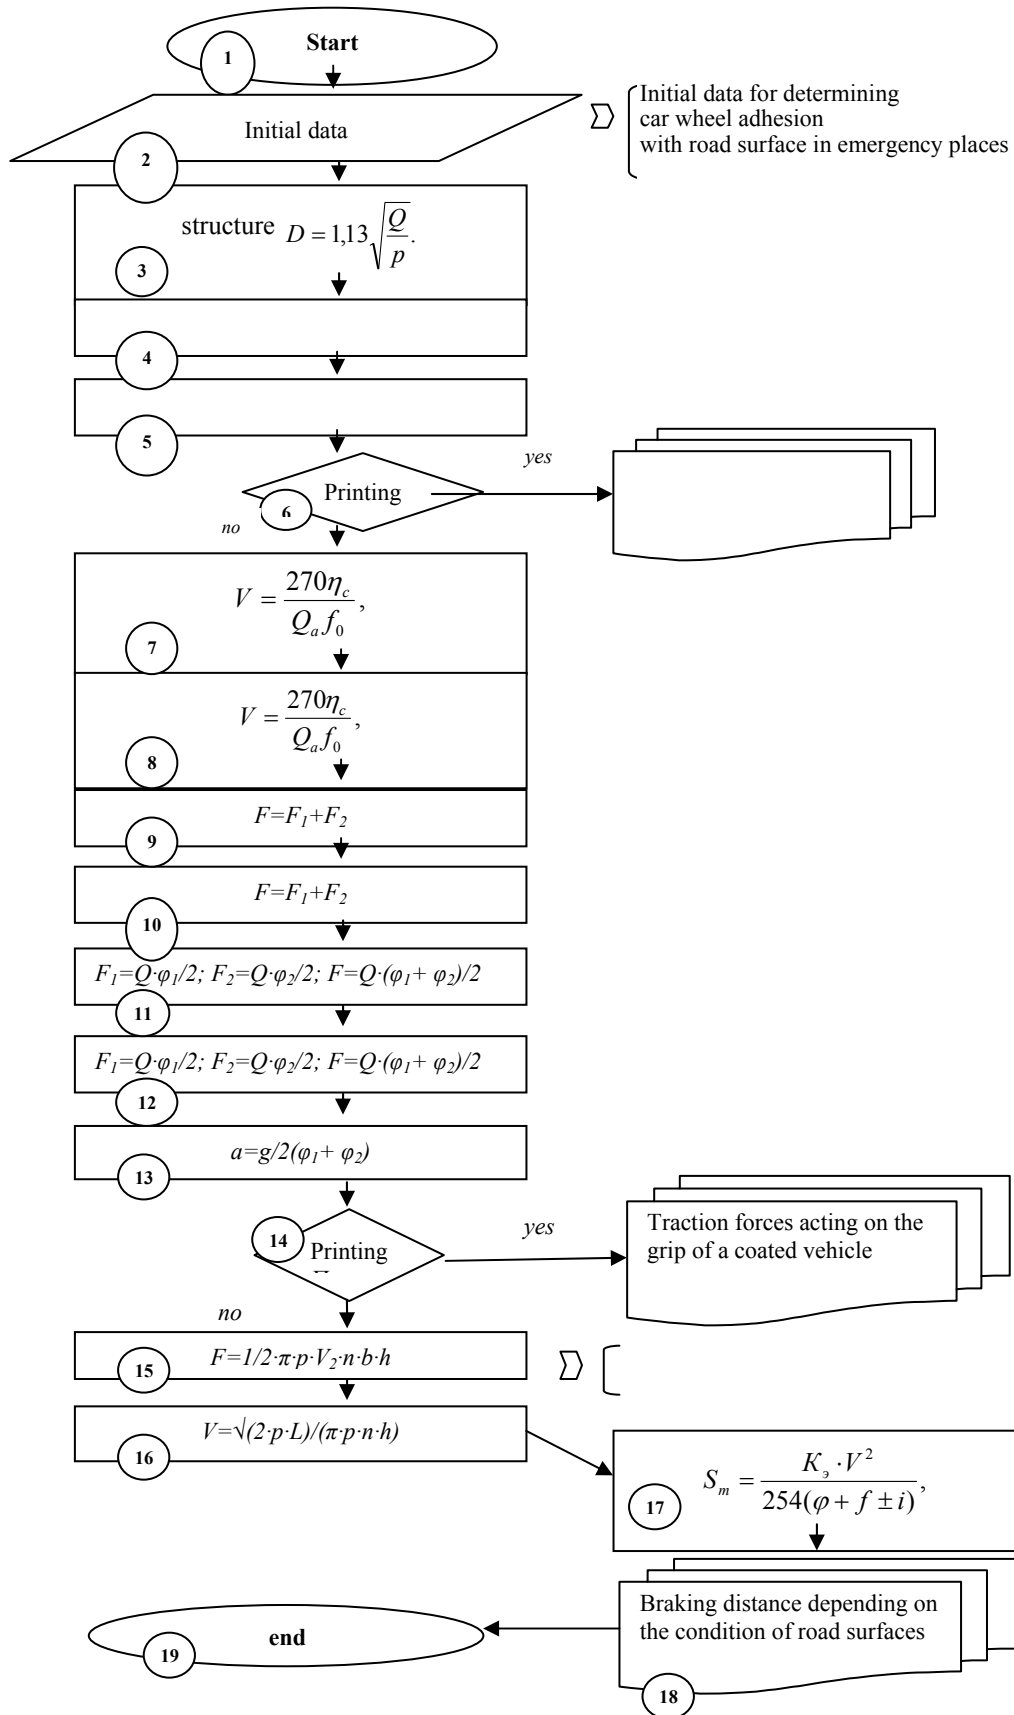 Start
1
Initial data
Initial data for determining
car wheel adhesion
with road surface in emergency places
2
structure D = 1,13√(Q/p).
3
4
5
yes
Printing
6
no
V = 270η_c / Q_a f_0,
7
V = 270η_c / Q_a f_0,
8
F=F₁+F₂
9
F=F₁+F₂
10
F₁=Q·φ₁/2; F₂=Q·φ₂/2; F=Q·(φ₁+ φ₂)/2
11
F₁=Q·φ₁/2; F₂=Q·φ₂/2; F=Q·(φ₁+ φ₂)/2
12
a=g/2(φ₁+ φ₂)
13
14
Printing
yes
Traction forces acting on the
grip of a coated vehicle
no
F=1/2·π·p·V₂·n·b·h
15
V=√(2·p·L)/(π·p·n·h)
16
S_m = K_э · V² / 254(φ + f ± i),
17
Braking distance depending on
the condition of road surfaces
18
end
19